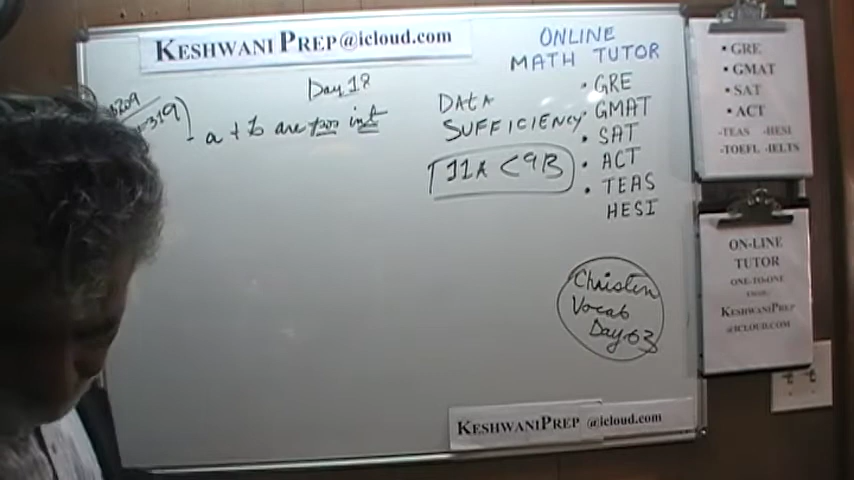 KESHWANI PREP@icloud.com
Day 18
a + b are pos int
DATA
SUFFICIENCY
11A < 9B
ONLINE
MATH TUTOR
• GRE
• GMAT
• SAT
• ACT
• TEAS
HESI
Christen
Vocab
Day 63
KESHWANIPREP @icloud.com
• GRE
• GMAT
• SAT
• ACT
-TEAS -HESI
-TOEFL -IELTS
ON-LINE
TUTOR
ONE-TO-ONE
KESHWANIPREP
@ICLOUD.COM